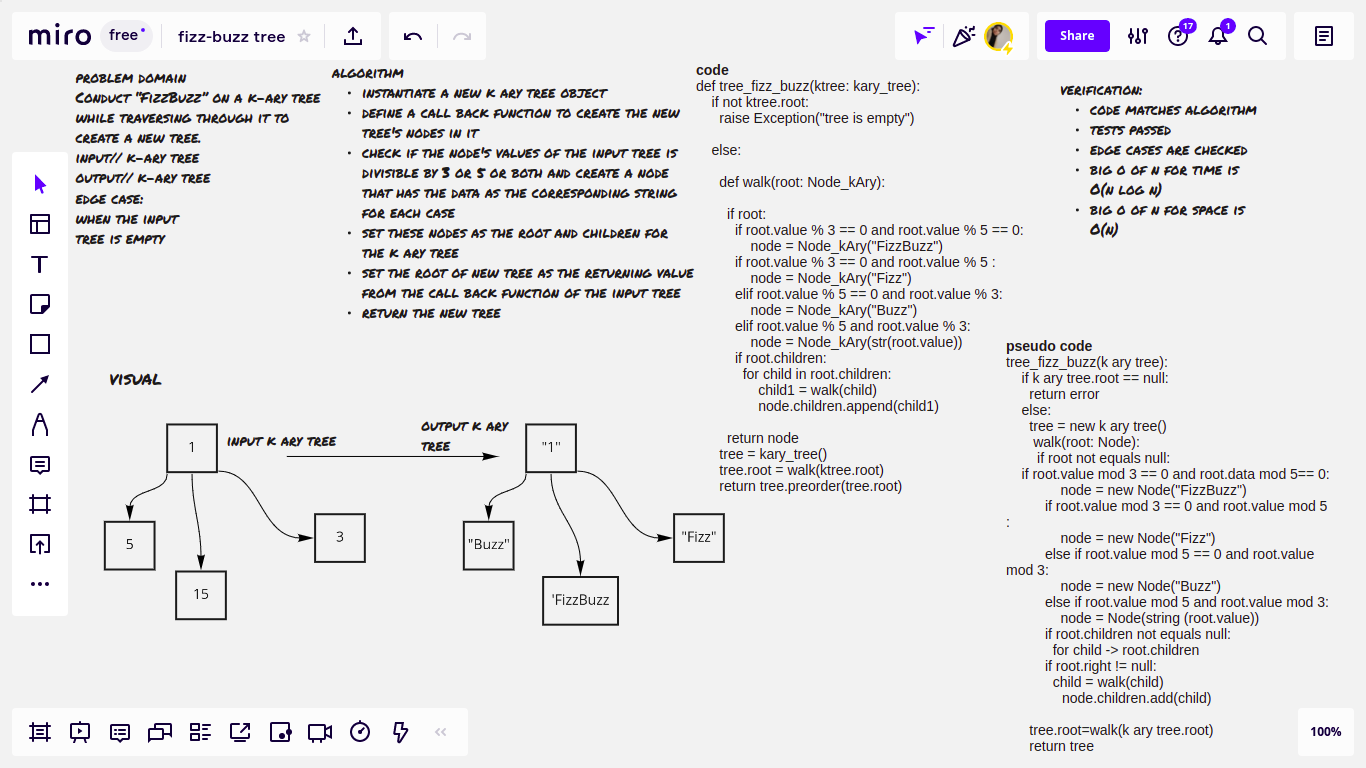 miro free fizz-buzz tree
Share
17
1
PROBLEM DOMAIN
CONDUCT "FIZZBUZZ" ON A K-ARY TREE
WHILE TRAVERSING THROUGH IT TO
CREATE A NEW TREE.
INPUT// K-ARY TREE
OUTPUT// K-ARY TREE
EDGE CASE:
WHEN THE INPUT
TREE IS EMPTY
ALGORITHM
• INSTANTIATE A NEW K ARY TREE OBJECT
• DEFINE A CALL BACK FUNCTION TO CREATE THE NEW
TREE'S NODES IN IT
• CHECK IF THE NODE'S VALUES OF THE INPUT TREE IS
DIVISIBLE BY 3 OR 5 OR BOTH AND CREATE A NODE
THAT HAS THE DATA AS THE CORRESPONDING STRING
FOR EACH CASE
• SET THESE NODES AS THE ROOT AND CHILDREN FOR
THE K ARY TREE
• SET THE ROOT OF NEW TREE AS THE RETURNING VALUE
FROM THE CALL BACK FUNCTION OF THE INPUT TREE
• RETURN THE NEW TREE
code
def tree_fizz_buzz(ktree: kary_tree):
if not ktree.root:
raise Exception("tree is empty")
else:
def walk(root: Node_kAry):
if root:
if root.value % 3 == 0 and root.value % 5 == 0:
node = Node_kAry("FizzBuzz")
if root.value % 3 == 0 and root.value % 5 :
node = Node_kAry("Fizz")
elif root.value % 5 == 0 and root.value % 3:
node = Node_kAry("Buzz")
elif root.value % 5 and root.value % 3:
node = Node_kAry(str(root.value))
if root.children:
for child in root.children:
child1 = walk(child)
node.children.append(child1)
return node
tree = kary_tree()
tree.root = walk(ktree.root)
return tree.preorder(tree.root)
VERIFICATION:
• CODE MATCHES ALGORITHM
• TESTS PASSED
• EDGE CASES ARE CHECKED
• BIG O OF N FOR TIME IS
O(N LOG N)
• BIG O OF N FOR SPACE IS
O(N)
pseudo code
tree_fizz_buzz(k ary tree):
if k ary tree.root == null:
return error
else:
tree = new k ary tree()
walk(root: Node):
if root not equals null:
if root.value mod 3 == 0 and root.data mod 5== 0:
node = new Node("FizzBuzz")
if root.value mod 3 == 0 and root.value mod 5
:
node = new Node("Fizz")
else if root.value mod 5 == 0 and root.value
mod 3:
node = new Node("Buzz")
else if root.value mod 5 and root.value mod 3:
node = Node(string (root.value))
if root.children not equals null:
for child -> root.children
if root.right != null:
child = walk(child)
node.children.add(child)
tree.root=walk(k ary tree.root)
return tree
VISUAL
1
INPUT K ARY TREE
OUTPUT K ARY
TREE
"1"
5
15
3
"Buzz"
'FizzBuzz
"Fizz"
100%